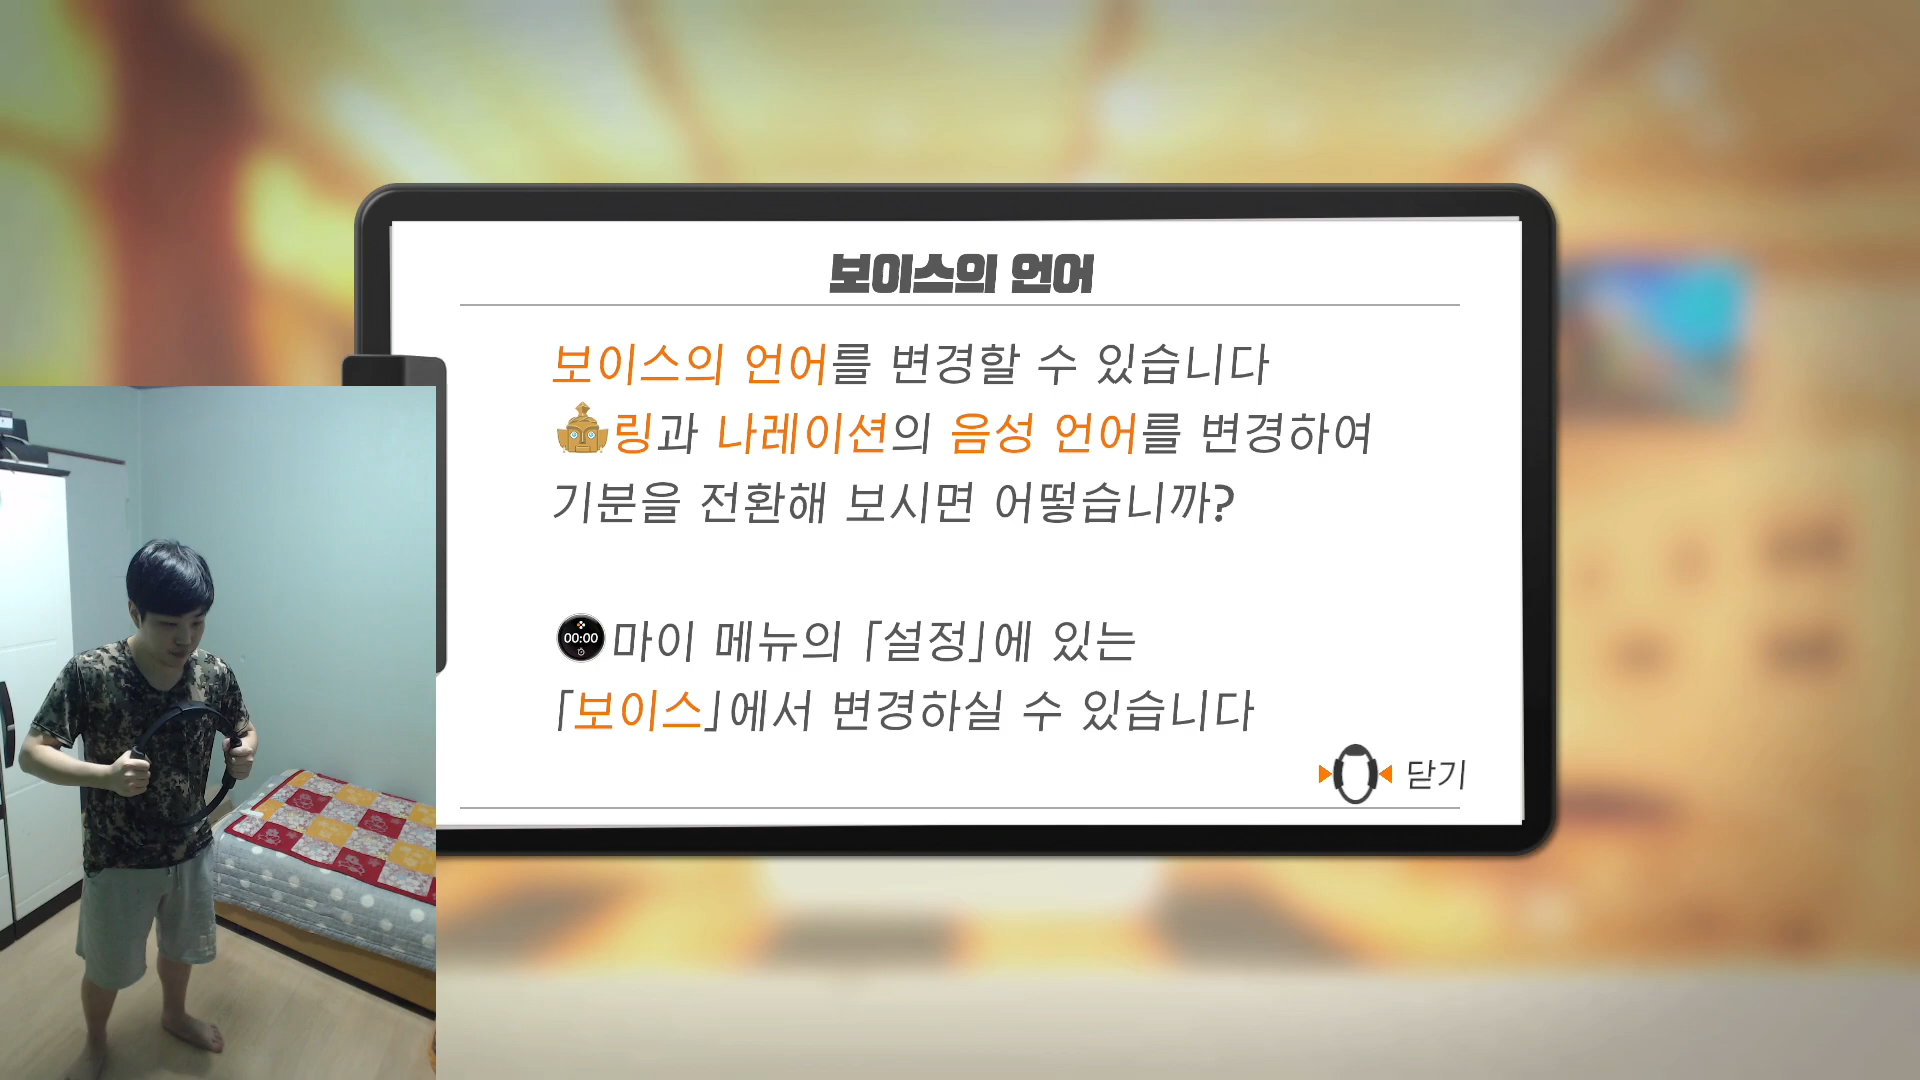 보이스의 언어
보이스의 언어를 변경할 수 있습니다
링과 나레이션의 음성 언어를 변경하여
기분을 전환해 보시면 어떻습니까?
00:00 마이 메뉴의 「설정」에 있는
「보이스」에서 변경하실 수 있습니다
닫기